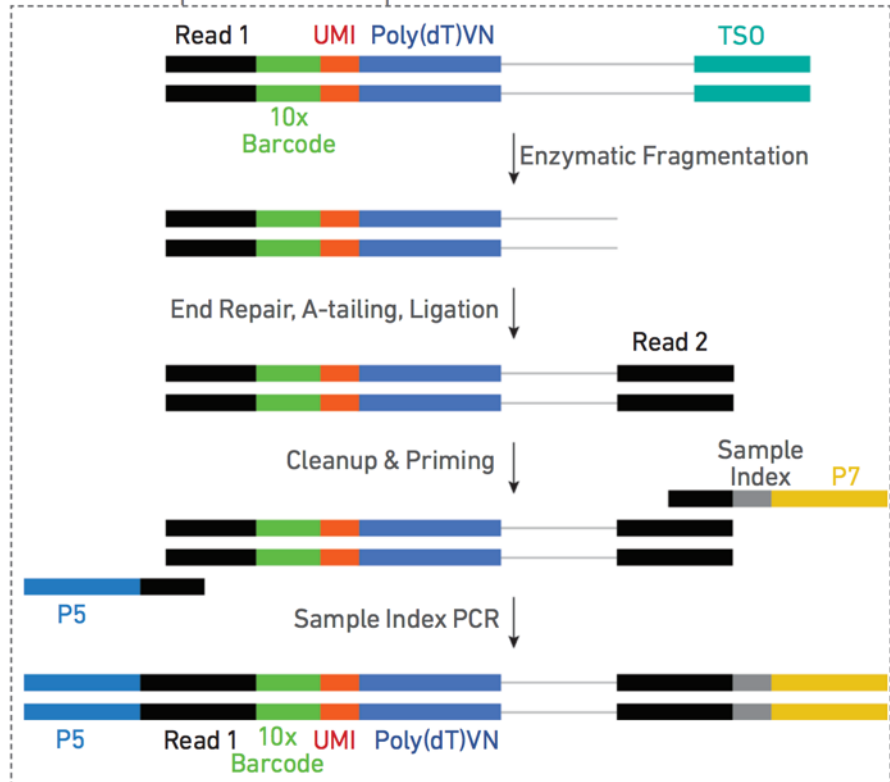 Read 1 UMI Poly(dT)VN TSO
10x
Barcode
Enzymatic Fragmentation
End Repair, A-tailing, Ligation
Read 2
Cleanup & Priming
Sample
Index P7
P5
Sample Index PCR
P5 Read 1 10x UMI Poly(dT)VN
Barcode